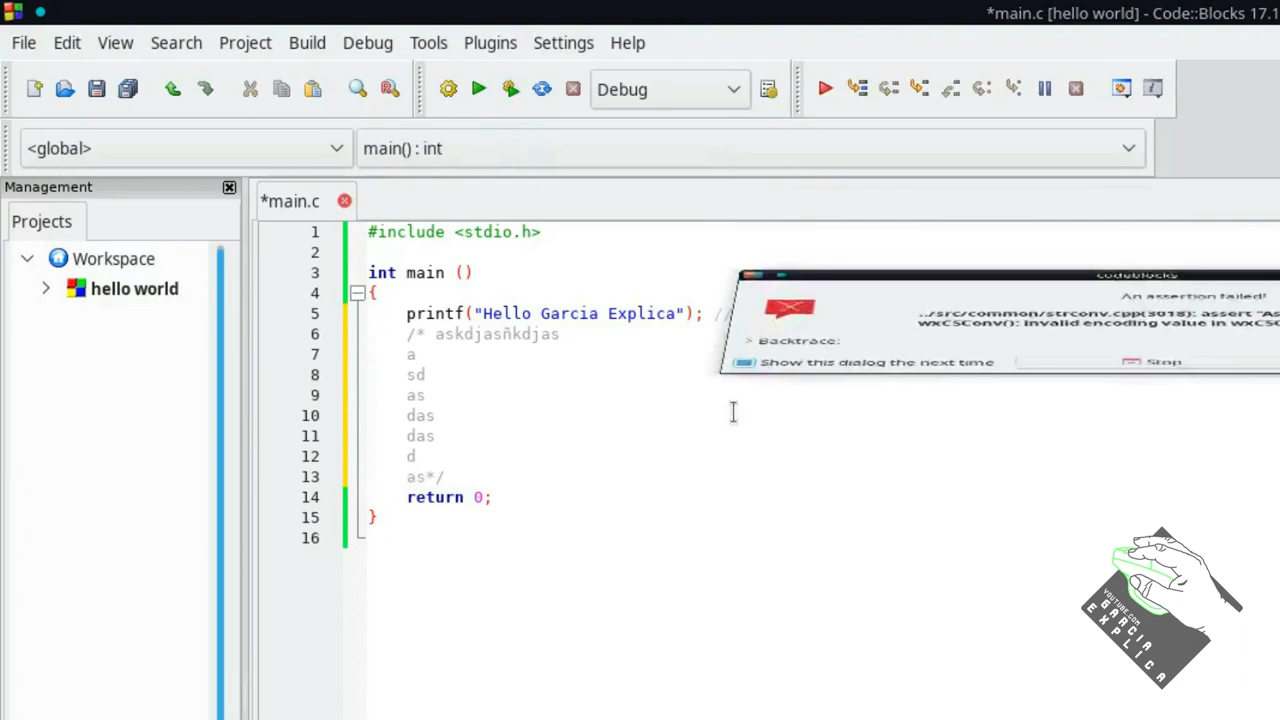 *main.c [hello world] - Code::Blocks 17.1
File Edit View Search Project Build Debug Tools Plugins Settings Help
Debug
<global> main() : int
Management
*main.c
Projects
Workspace
hello world
1 #include <stdio.h>
2
3 int main ()
4 {
5 printf("Hello Garcia Explica"); //
6 /* askdjasñkdjas
7 a
8 sd
9 as
10 das
11 das
12 d
13 as*/
14 return 0;
15 }
16
codeblocks
An assertion failed!
../src/common/strconv.cpp(3018): assert "As
wxCSConv(): invalid encoding value in wxCS
> Backtrace:
Show this dialog the next time
Stop
YOUTUBE.COM
GARCIA
EXPLICA